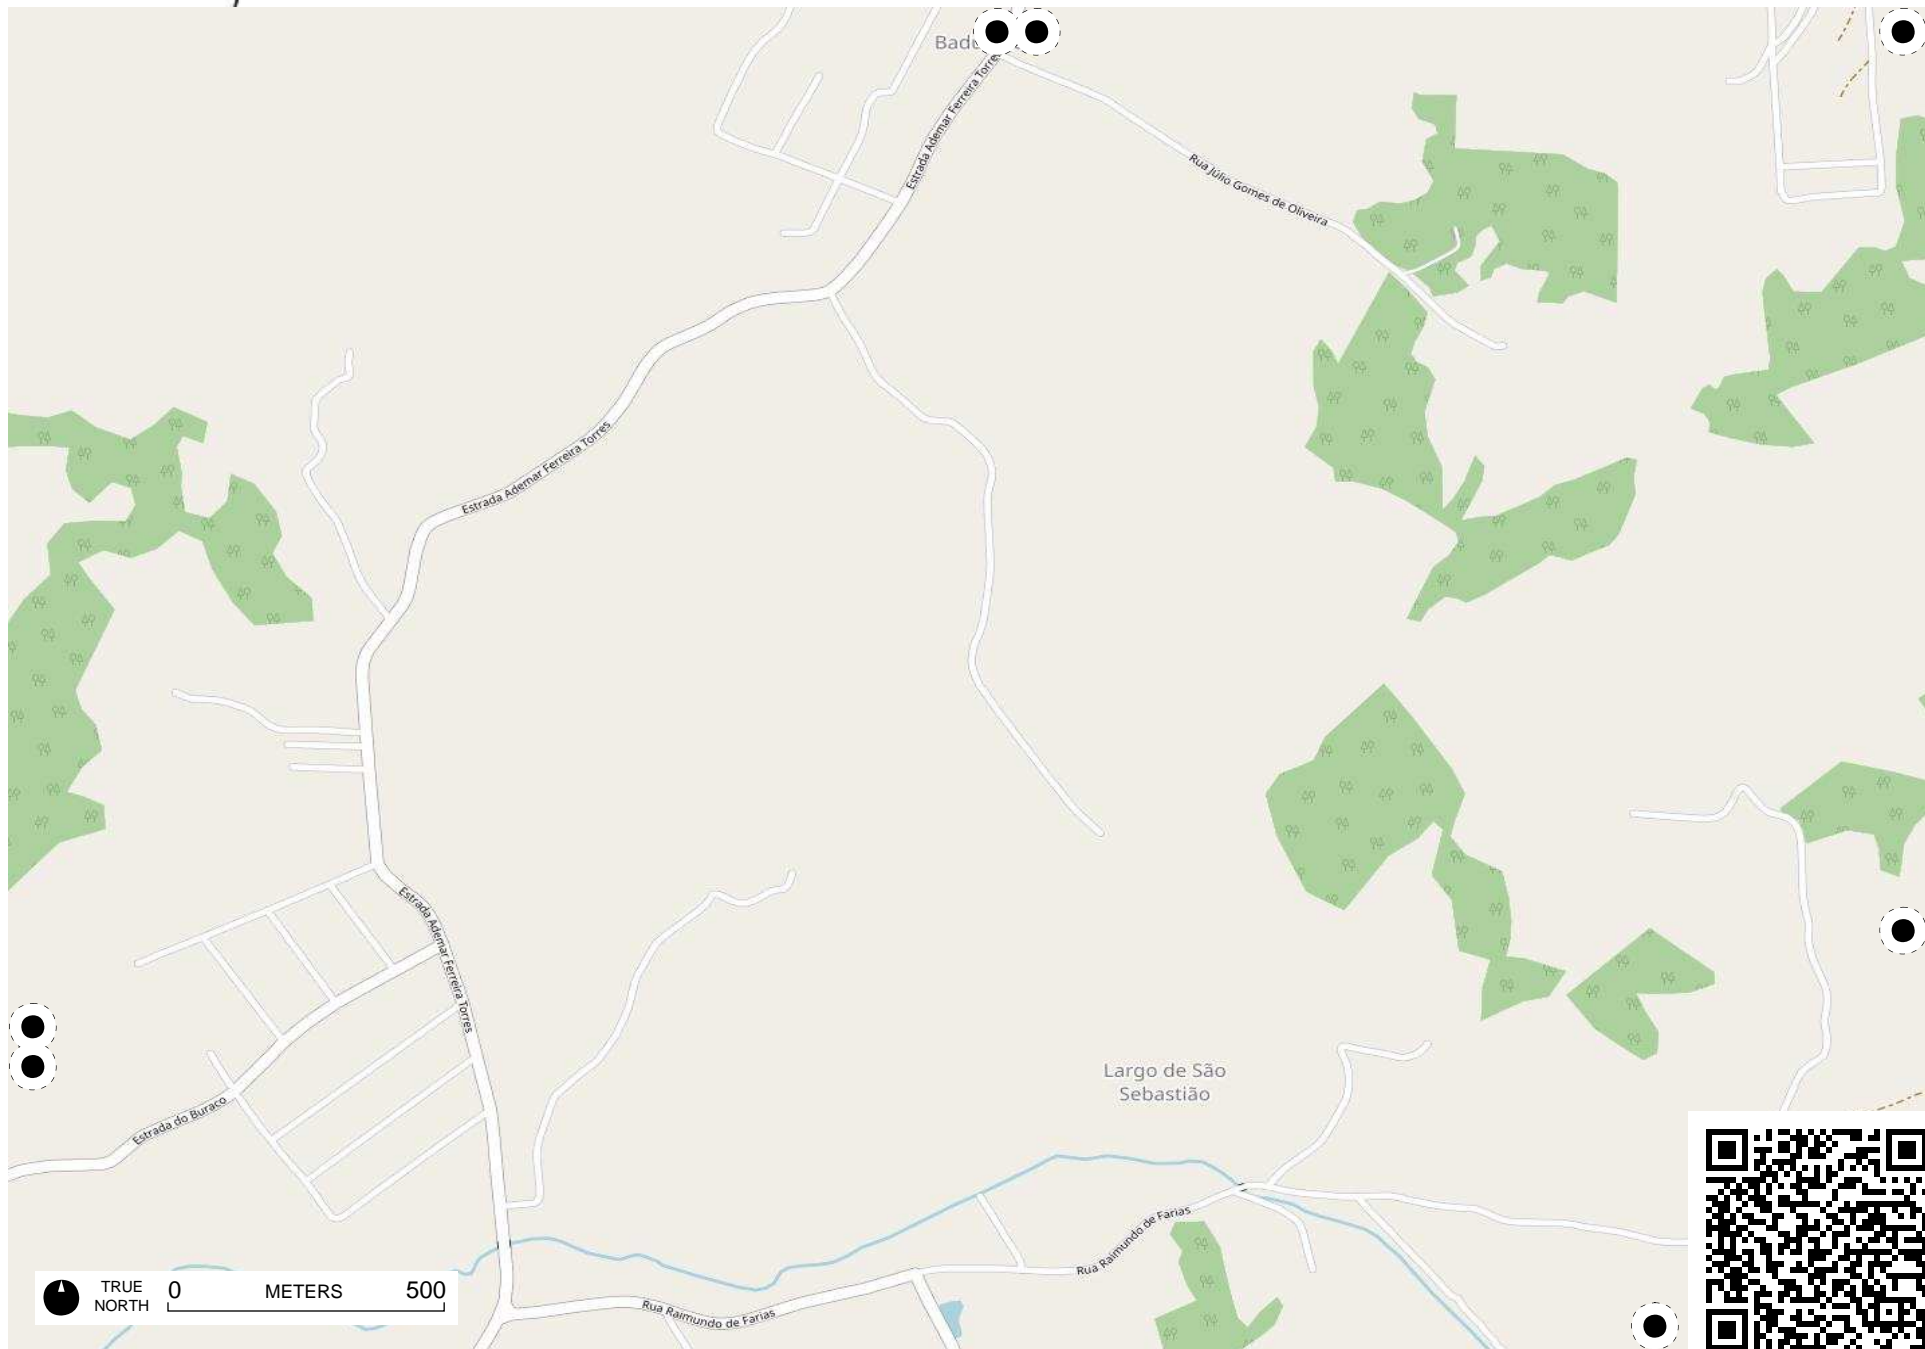 Estrada Ademar Ferreira Torres
Rua Júlio Gomes de Oliveira
Estrada Ademar Ferreira Torres
Estrada Ademar Ferreira Torres
Largo de São
Sebastião
Estrada do Buraco
Rua Raimundo de Farias
Rua Raimundo de Farias
TRUE
NORTH
0 METERS 500